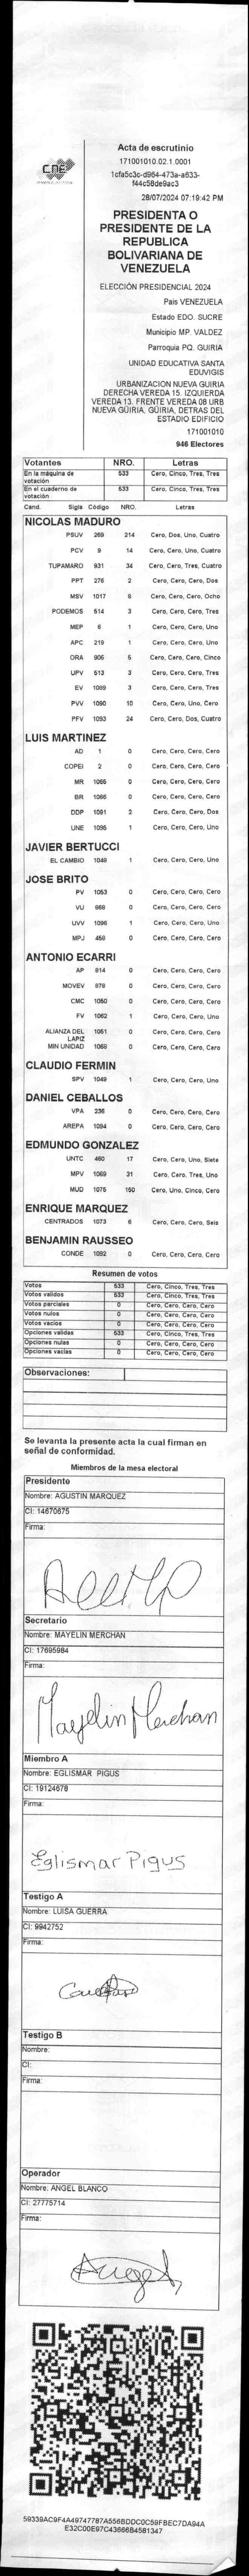 CNE
Acta de escrutinio
171001010.02.1.0001
1cfa5c3c-d964-473a-a633-
f44c58de9ac3
28/07/2024 07:19:42 PM
PRESIDENTA O
PRESIDENTE DE LA
REPUBLICA
BOLIVARIANA DE
VENEZUELA
ELECCIÓN PRESIDENCIAL 2024
Pais VENEZUELA
Estado EDO. SUCRE
Municipio MP. VALDEZ
Parroquia PQ. GUIRIA
UNIDAD EDUCATIVA SANTA
EDUVIGIS
URBANIZACION NUEVA GUIRIA
DERECHA VEREDA 15. IZQUIERDA
VEREDA 13. FRENTE VEREDA 08 URB
NUEVA GÜIRIA, GÜIRIA, DETRAS DEL
ESTADIO EDIFICIO
171001010
946 Electores
Votantes NRO. Letras
En la máquina de votación 533 Cero, Cinco, Tres, Tres
En el cuaderno de votación 533 Cero, Cinco, Tres, Tres
Cand. Sigla Código NRO. Letras
NICOLAS MADURO
PSUV 269 214 Cero, Dos, Uno, Cuatro
PCV 9 14 Cero, Cero, Uno, Cuatro
TUPAMARO 931 34 Cero, Cero, Tres, Cuatro
PPT 276 2 Cero, Cero, Cero, Dos
MSV 1017 8 Cero, Cero, Cero, Ocho
PODEMOS 514 3 Cero, Cero, Cero, Tres
MEP 6 1 Cero, Cero, Cero, Uno
APC 219 1 Cero, Cero, Cero, Uno
ORA 906 5 Cero, Cero, Cero, Cinco
UPV 513 3 Cero, Cero, Cero, Tres
EV 1089 3 Cero, Cero, Cero, Tres
PVV 1090 10 Cero, Cero, Uno, Cero
PFV 1093 24 Cero, Cero, Dos, Cuatro
LUIS MARTINEZ
AD 1 0 Cero, Cero, Cero, Cero
COPEI 2 0 Cero, Cero, Cero, Cero
MR 1065 0 Cero, Cero, Cero, Cero
BR 1066 0 Cero, Cero, Cero, Cero
DDP 1091 2 Cero, Cero, Cero, Dos
UNE 1095 1 Cero, Cero, Cero, Uno
JAVIER BERTUCCI
EL CAMBIO 1048 1 Cero, Cero, Cero, Uno
JOSE BRITO
PV 1053 0 Cero, Cero, Cero, Cero
VU 868 0 Cero, Cero, Cero, Cero
UVV 1096 1 Cero, Cero, Cero, Uno
MPJ 458 0 Cero, Cero, Cero, Cero
ANTONIO ECARRI
AP 814 0 Cero, Cero, Cero, Cero
MOVEV 879 0 Cero, Cero, Cero, Cero
CMC 1050 0 Cero, Cero, Cero, Cero
FV 1062 1 Cero, Cero, Cero, Uno
ALIANZA DEL LAPIZ 1051 0 Cero, Cero, Cero, Cero
MIN UNIDAD 1068 0 Cero, Cero, Cero, Cero
CLAUDIO FERMIN
SPV 1049 1 Cero, Cero, Cero, Uno
DANIEL CEBALLOS
VPA 236 0 Cero, Cero, Cero, Cero
AREPA 1094 0 Cero, Cero, Cero, Cero
EDMUNDO GONZALEZ
UNTC 460 17 Cero, Cero, Uno, Siete
MPV 1069 31 Cero, Cero, Tres, Uno
MUD 1075 150 Cero, Uno, Cinco, Cero
ENRIQUE MARQUEZ
CENTRADOS 1073 6 Cero, Cero, Cero, Seis
BENJAMIN RAUSSEO
CONDE 1092 0 Cero, Cero, Cero, Cero
Resumen de votos
Votos 533 Cero, Cinco, Tres, Tres
Votos validos 533 Cero, Cinco, Tres, Tres
Votos parciales 0 Cero, Cero, Cero, Cero
Votos nulos 0 Cero, Cero, Cero, Cero
Votos vacios 0 Cero, Cero, Cero, Cero
Opciones validas 533 Cero, Cinco, Tres, Tres
Opciones nulas 0 Cero, Cero, Cero, Cero
Opciones vacias 0 Cero, Cero, Cero, Cero
Observaciones:
Se levanta la presente acta la cual firman en
señal de conformidad.
Miembros de la mesa electoral
Presidente
Nombre: AGUSTIN MARQUEZ
CI: 14670675
Firma:
Secretario
Nombre: MAYELIN MERCHAN
CI: 17695984
Firma:
Mayelin Merchan
Miembro A
Nombre: EGLISMAR PIGUS
CI: 19124678
Firma:
Eglismar Pigus
Testigo A
Nombre: LUISA GUERRA
CI: 9942752
Firma:
Testigo B
Nombre:
CI:
Firma:
Operador
Nombre: ANGEL BLANCO
CI: 27775714
Firma:
Angel
59339AC9F4A49747787A556BDDC0C59FBEC7DA94A
E32C00E97C43666B4581347